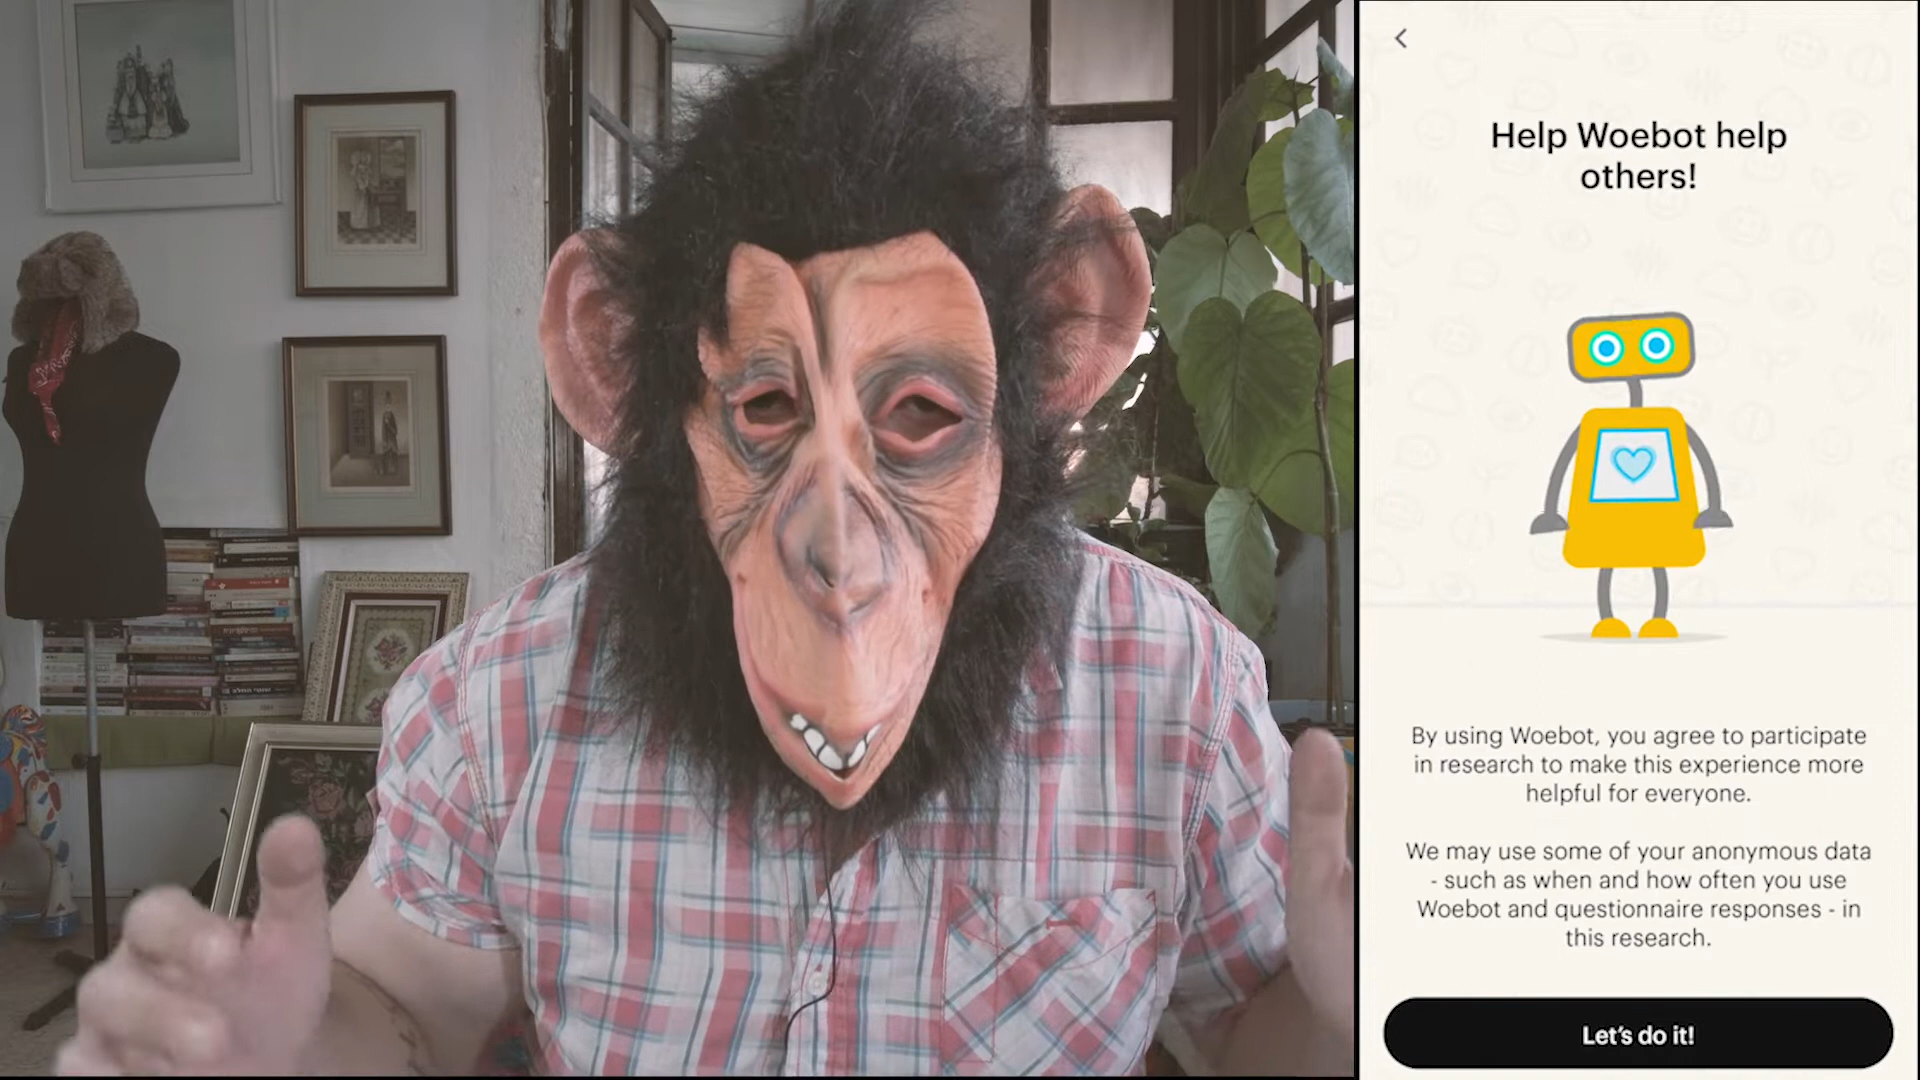 Help Woebot help
others!
By using Woebot, you agree to participate
in research to make this experience more
helpful for everyone.
We may use some of your anonymous data
- such as when and how often you use
Woebot and questionnaire responses - in
this research.
Let's do it!